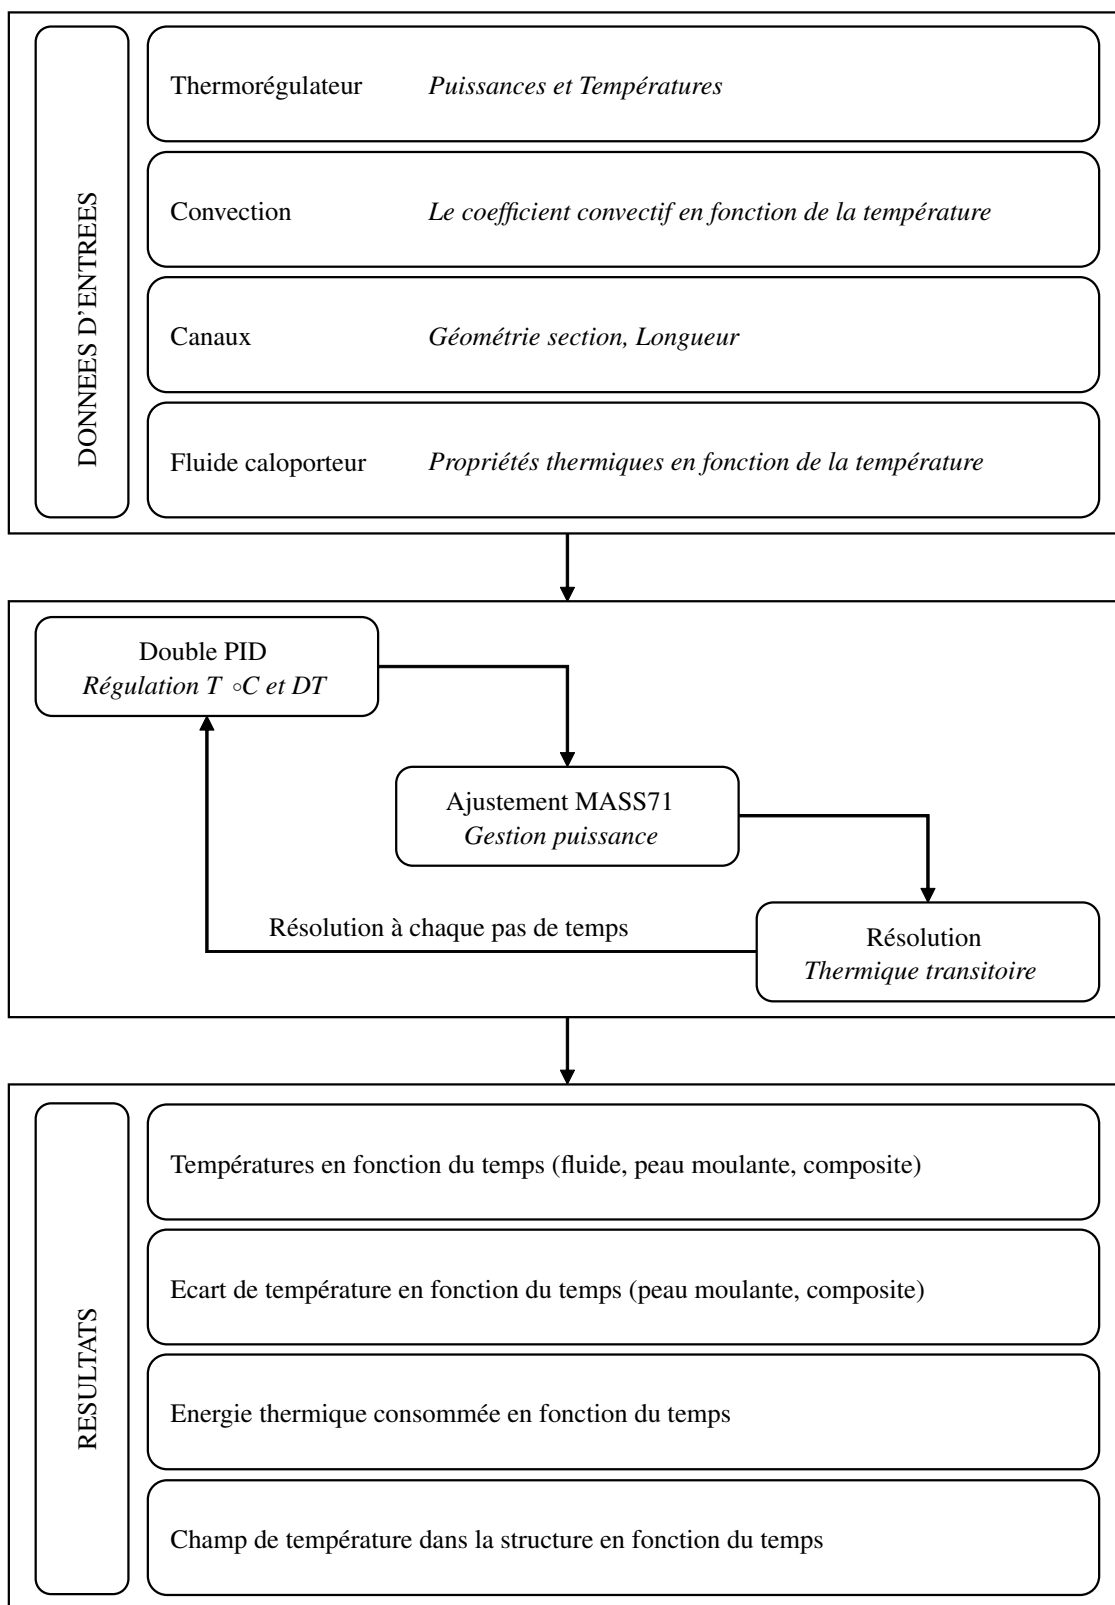 DONNEES D'ENTREES
Thermorégulateur Puissances et Températures
Convection Le coefficient convectif en fonction de la température
Canaux Géométrie section, Longueur
Fluide caloporteur Propriétés thermiques en fonction de la température
Double PID
Régulation T ◦C et DT
Ajustement MASS71
Gestion puissance
Résolution à chaque pas de temps
Résolution
Thermique transitoire
RESULTATS
Températures en fonction du temps (fluide, peau moulante, composite)
Ecart de température en fonction du temps (peau moulante, composite)
Energie thermique consommée en fonction du temps
Champ de température dans la structure en fonction du temps